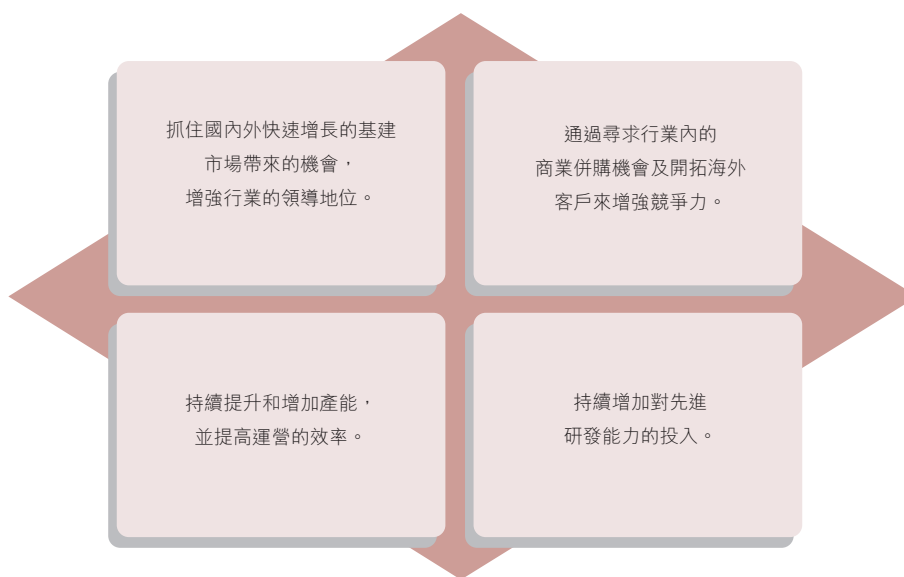 抓住國內外快速增長的基建
市場帶來的機會，
增強行業的領導地位。
通過尋求行業內的
商業併購機會及開拓海外
客戶來增強競爭力。
持續提升和增加產能，
並提高運營的效率。
持續增加對先進
研發能力的投入。